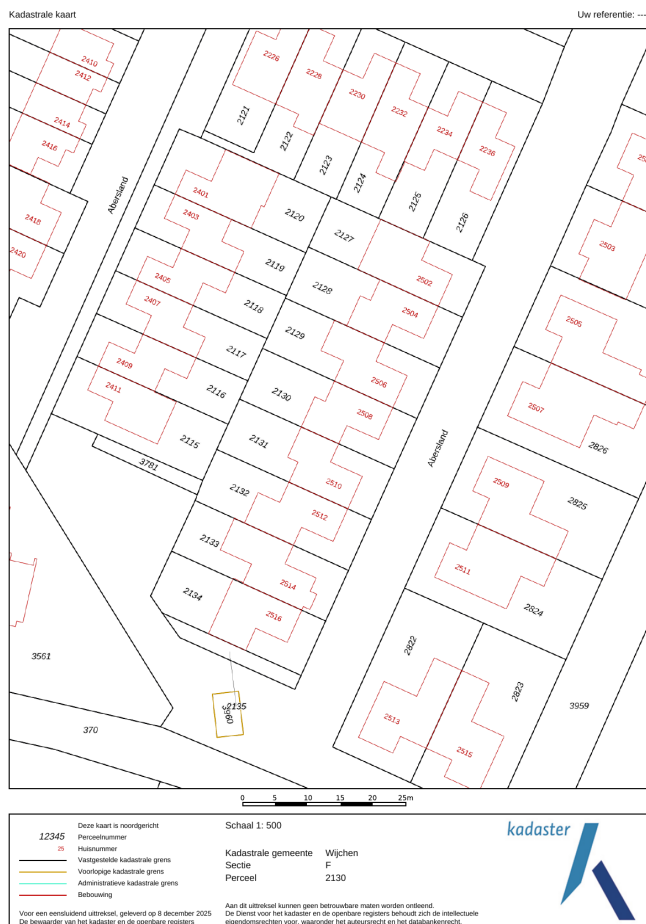 Kadastrale kaart
Uw referentie: ---
2410
2412
2414
2416
2418
2420
Abersland
2226
2228
2230
2232
2234
2236
2121
2122
2123
2124
2125
2126
2401
2403
2405
2407
2409
2411
2120
2119
2118
2117
2116
2115
3781
2127
2128
2129
2130
2131
2132
2133
2134
2502
2504
2506
2508
2510
2512
2514
2516
Abersland
2503
2505
2507
2509
2511
2513
2515
2826
2825
2824
2822
2823
3959
3561
370
2135
0 5 10 15 20 25m
Deze kaart is noordgericht
12345 Perceelnummer
25 Huisnummer
Vastgestelde kadastrale grens
Voorlopige kadastrale grens
Administratieve kadastrale grens
Bebouwing
Voor een eensluidend uittreksel, geleverd op 8 december 2025
De bewaarder van het kadaster en de openbare registers
Schaal 1: 500
Kadastrale gemeente Wijchen
Sectie F
Perceel 2130
Aan dit uittreksel kunnen geen betrouwbare maten worden ontleend.
De Dienst voor het kadaster en de openbare registers behoudt zich de intellectuele
eigendomsrechten voor, waaronder het auteursrecht en het databankenrecht.
kadaster